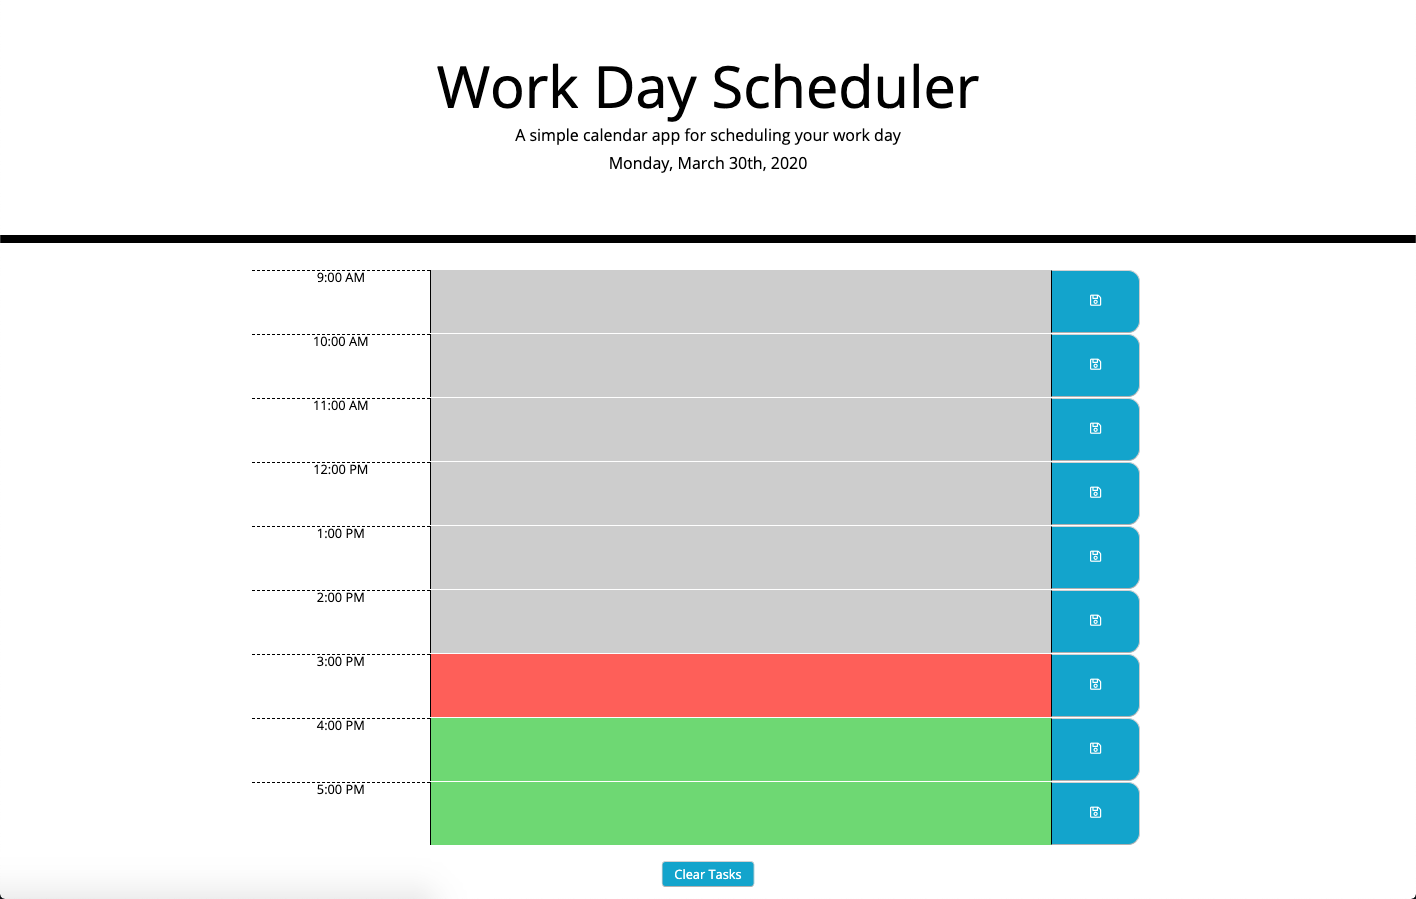 Work Day Scheduler
A simple calendar app for scheduling your work day
Monday, March 30th, 2020
9:00 AM
10:00 AM
11:00 AM
12:00 PM
1:00 PM
2:00 PM
3:00 PM
4:00 PM
5:00 PM
Clear Tasks